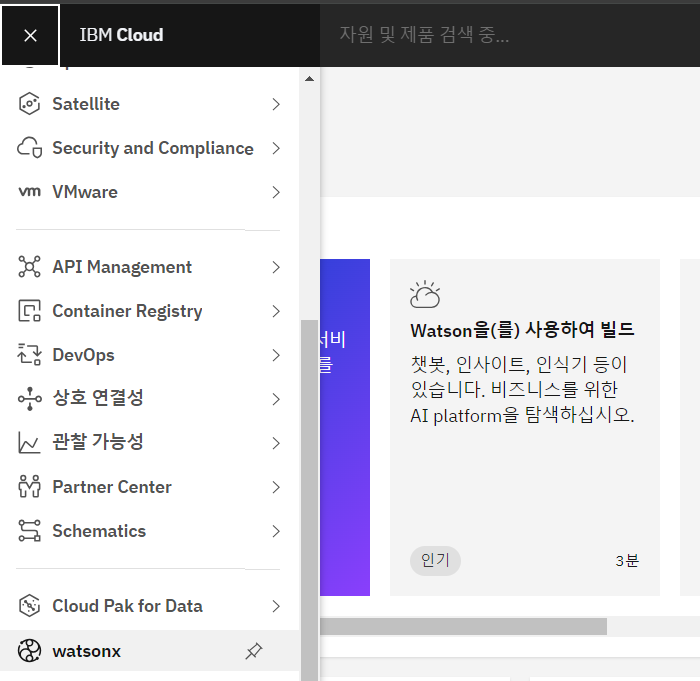 IBM Cloud
자원 및 제품 검색 중...
Satellite
Security and Compliance
vm VMware
API Management
Container Registry
DevOps
상호 연결성
관찰 가능성
Partner Center
Schematics
Cloud Pak for Data
watsonx
서비
를
Watson을(를) 사용하여 빌드
챗봇, 인사이트, 인식기 등이
있습니다. 비즈니스를 위한
AI platform을 탐색하십시오.
인기
3분